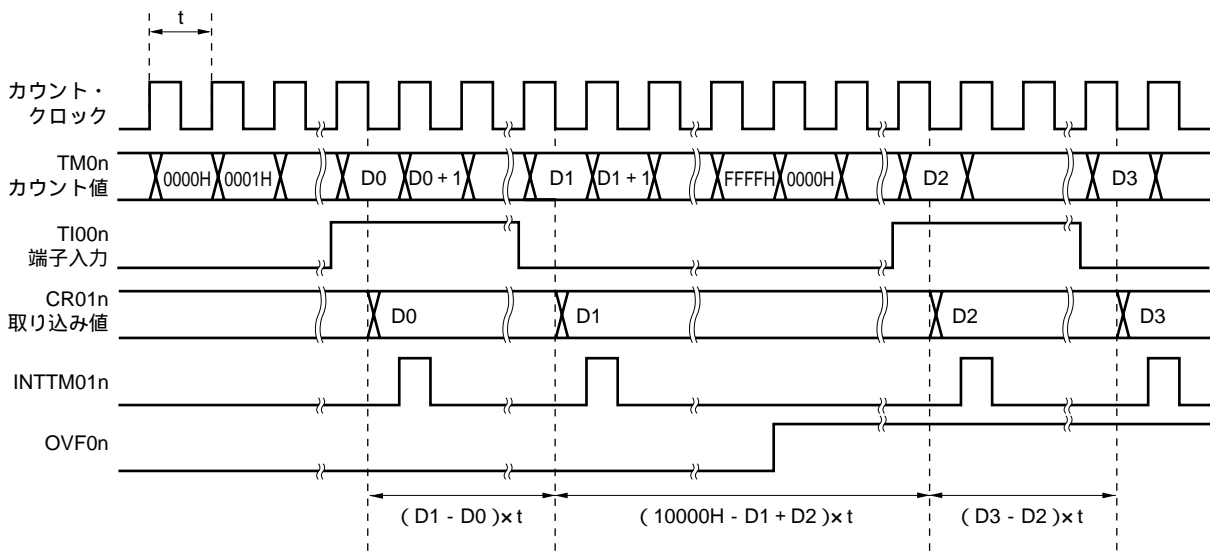 t
カウント・
クロック
TM0n
カウント値
0000H 0001H D0 D0 + 1 D1 D1 + 1 FFFFH 0000H D2 D3
TI00n
端子入力
CR01n
取り込み値
D0 D1 D2 D3
INTTM01n
OVF0n
( D1 - D0 )× t ( 10000H - D1 + D2 )× t ( D3 - D2 )× t